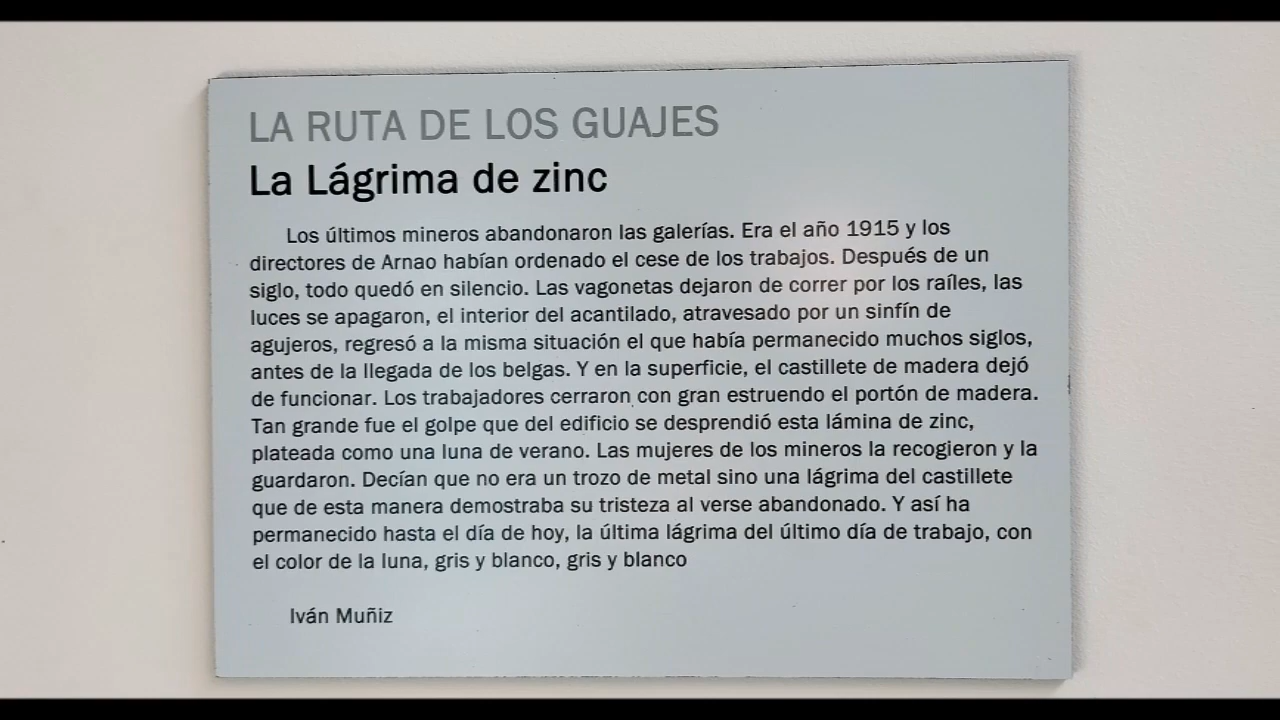 LA RUTA DE LOS GUAJES
La Lágrima de zinc
Los últimos mineros abandonaron las galerías. Era el año 1915 y los
directores de Arnao habían ordenado el cese de los trabajos. Después de un
siglo, todo quedó en silencio. Las vagonetas dejaron de correr por los raíles, las
luces se apagaron, el interior del acantilado, atravesado por un sinfín de
agujeros, regresó a la misma situación el que había permanecido muchos siglos,
antes de la llegada de los belgas. Y en la superficie, el castillete de madera dejó
de funcionar. Los trabajadores cerraron con gran estruendo el portón de madera.
Tan grande fue el golpe que del edificio se desprendió esta lámina de zinc,
plateada como una luna de verano. Las mujeres de los mineros la recogieron y la
guardaron. Decían que no era un trozo de metal sino una lágrima del castillete
que de esta manera demostraba su tristeza al verse abandonado. Y así ha
permanecido hasta el día de hoy, la última lágrima del último día de trabajo, con
el color de la luna, gris y blanco, gris y blanco
Iván Muñiz